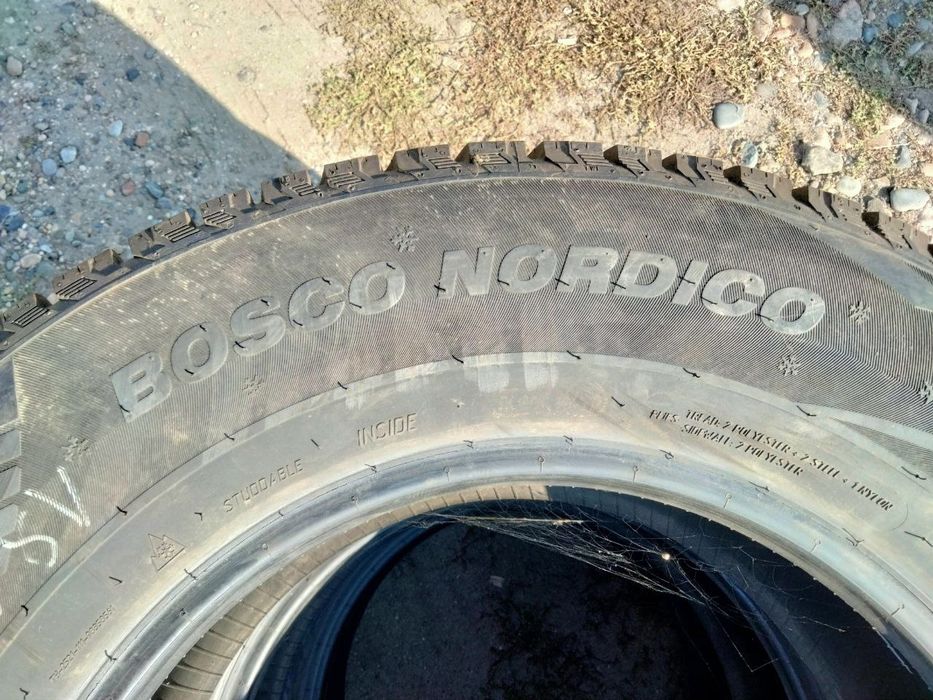 BOSCO NORDICO
STUDDABLE
INSIDE
PLIES: TREAD: 2 POLYESTER + 2 STEEL + 1 NYLON
SIDEWALL: 2 POLYESTER